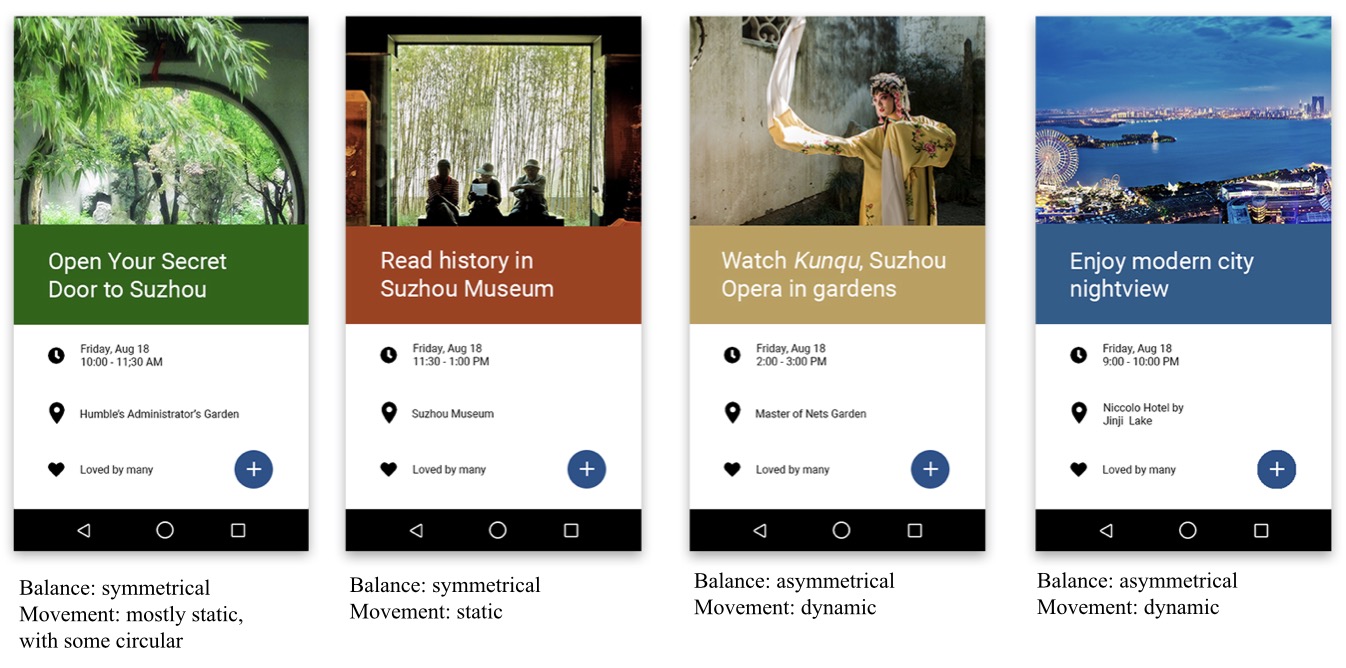 Open Your Secret
Door to Suzhou
Friday, Aug 18
10:00 - 11;30 AM
Humble's Administrator's Garden
Loved by many
Balance: symmetrical
Movement: mostly static,
with some circular
Read history in
Suzhou Museum
Friday, Aug 18
11:30 - 1:00 PM
Suzhou Museum
Loved by many
Balance: symmetrical
Movement: static
Watch Kunqu, Suzhou
Opera in gardens
Friday, Aug 18
2:00 - 3:00 PM
Master of Nets Garden
Loved by many
Balance: asymmetrical
Movement: dynamic
Enjoy modern city
nightview
Friday, Aug 18
9:00 - 10:00 PM
Niccolo Hotel by
Jinji Lake
Loved by many
Balance: asymmetrical
Movement: dynamic